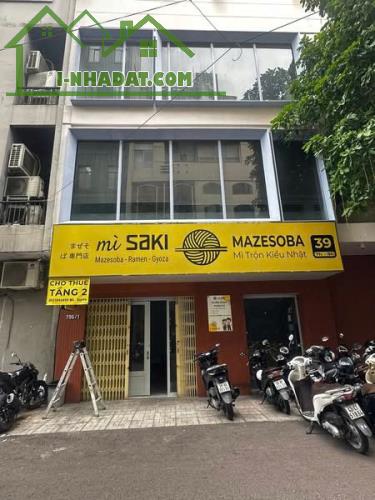 I-NHADAT.COM
まぜそ
ば専門店
mì SaKi
Mazesoba - Ramen - Gyoza
MAZESOBA
Mì Trộn Kiểu Nhật
39
CHO THUÊ
TẦNG 2